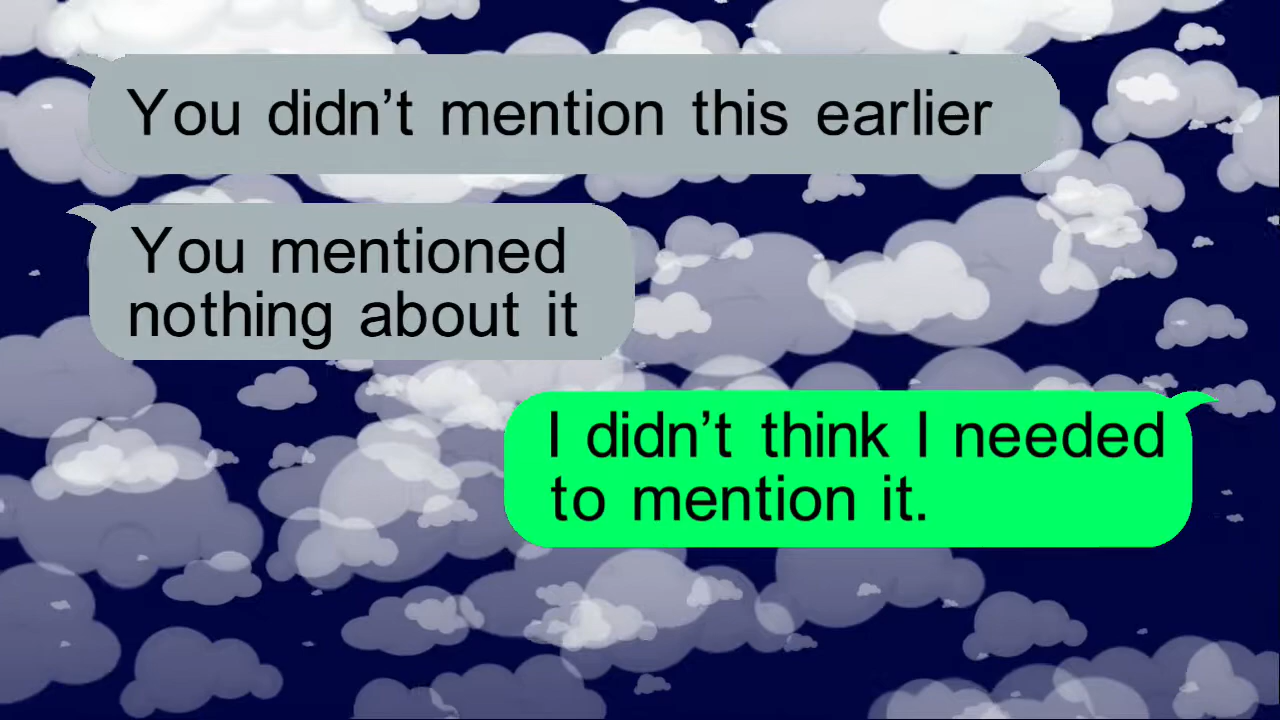 You didn’t mention this earlier
You mentioned
nothing about it
I didn’t think I needed
to mention it.